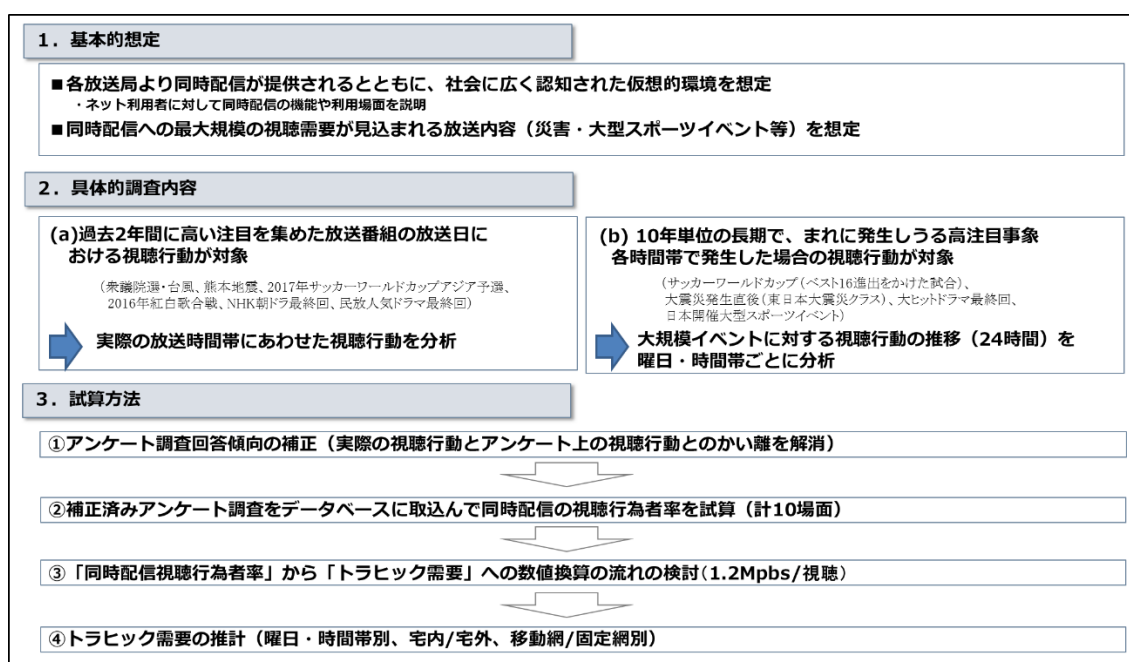 1．基本的想定
■各放送局より同時配信が提供されるとともに、社会に広く認知された仮想的環境を想定
・ネット利用者に対して同時配信の機能や利用場面を説明
■同時配信への最大規模の視聴需要が見込まれる放送内容（災害・大型スポーツイベント等）を想定
2．具体的調査内容
(a)過去2年間に高い注目を集めた放送番組の放送日に
おける視聴行動が対象
（衆議院選・台風、熊本地震、2017年サッカーワールドカップアジア予選、
2016年紅白歌合戦、NHK朝ドラ最終回、民放人気ドラマ最終回）
実際の放送時間帯にあわせた視聴行動を分析
(b) 10年単位の長期で、まれに発生しうる高注目事象
各時間帯で発生した場合の視聴行動が対象
（サッカーワールドカップ（ベスト16進出をかけた試合）、
大震災発生直後（東日本大震災クラス）、大ヒットドラマ最終回、
日本開催大型スポーツイベント）
大規模イベントに対する視聴行動の推移（24時間）を
曜日・時間帯ごとに分析
3．試算方法
①アンケート調査回答傾向の補正（実際の視聴行動とアンケート上の視聴行動とのかい離を解消）
②補正済みアンケート調査をデータベースに取込んで同時配信の視聴行為者率を試算（計10場面）
③「同時配信視聴行為者率」から「トラヒック需要」への数値換算の流れの検討（1.2Mpbs/視聴）
④トラヒック需要の推計（曜日・時間帯別、宅内/宅外、移動網/固定網別）